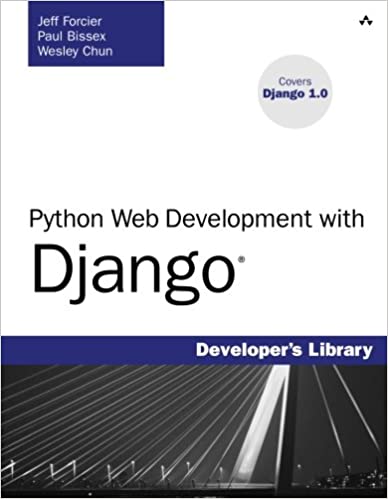 Jeff Forcier
Paul Bissex
Wesley Chun
Covers
Django 1.0
Python Web Development with
Django®
Developer's Library